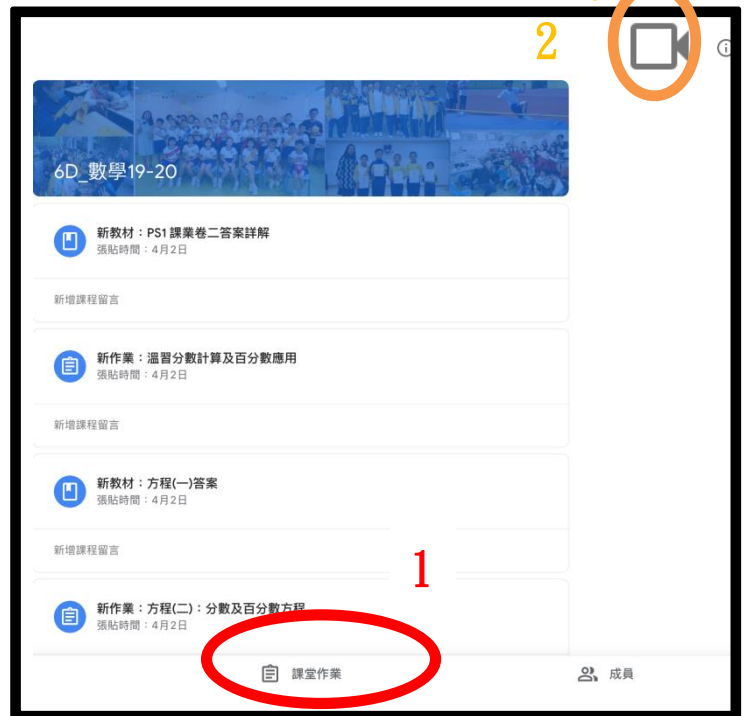 2
6D_數學19-20
新教材：PS1 課業卷二答案詳解
張貼時間：4月2日
新增課程留言
新作業：溫習分數計算及百分數應用
張貼時間：4月2日
新增課程留言
新教材：方程(一)答案
張貼時間：4月2日
新增課程留言
1
新作業：方程(二)：分數及百分數方程
張貼時間：4月2日
課堂作業
成員